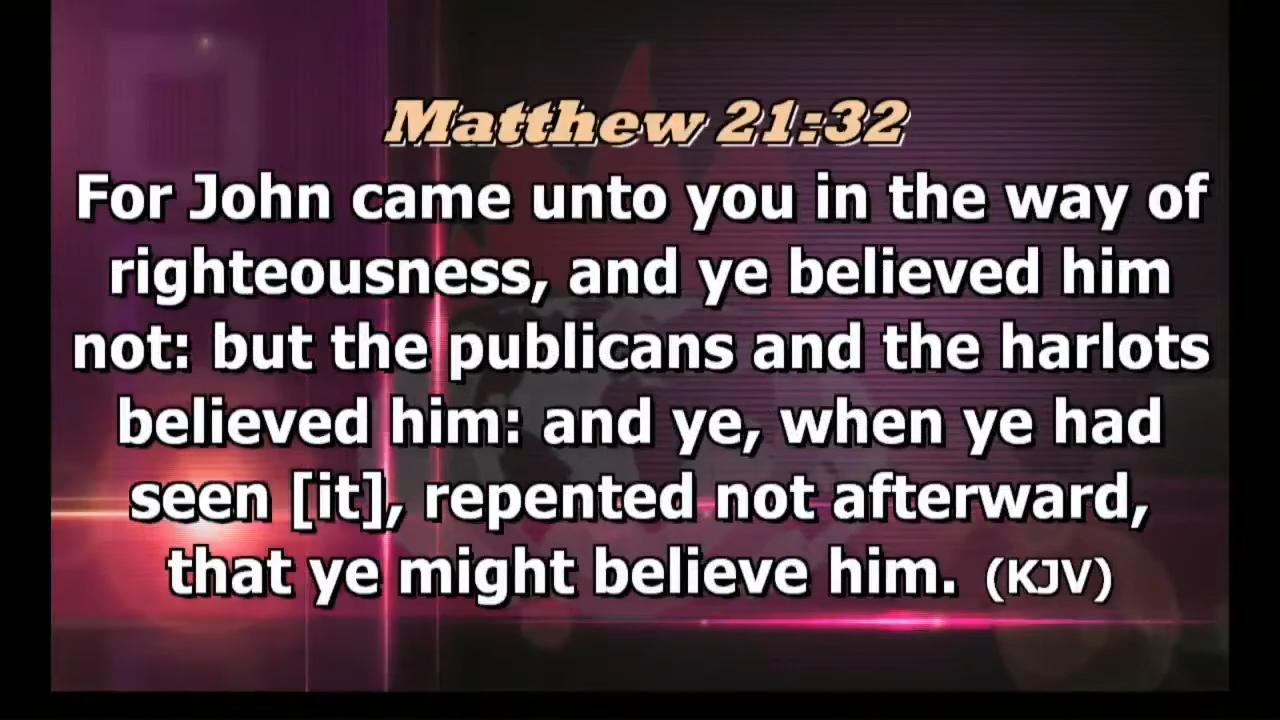 Matthew 21:32
For John came unto you in the way of
righteousness, and ye believed him
not: but the publicans and the harlots
believed him: and ye, when ye had
seen [it], repented not afterward,
that ye might believe him. (KJV)